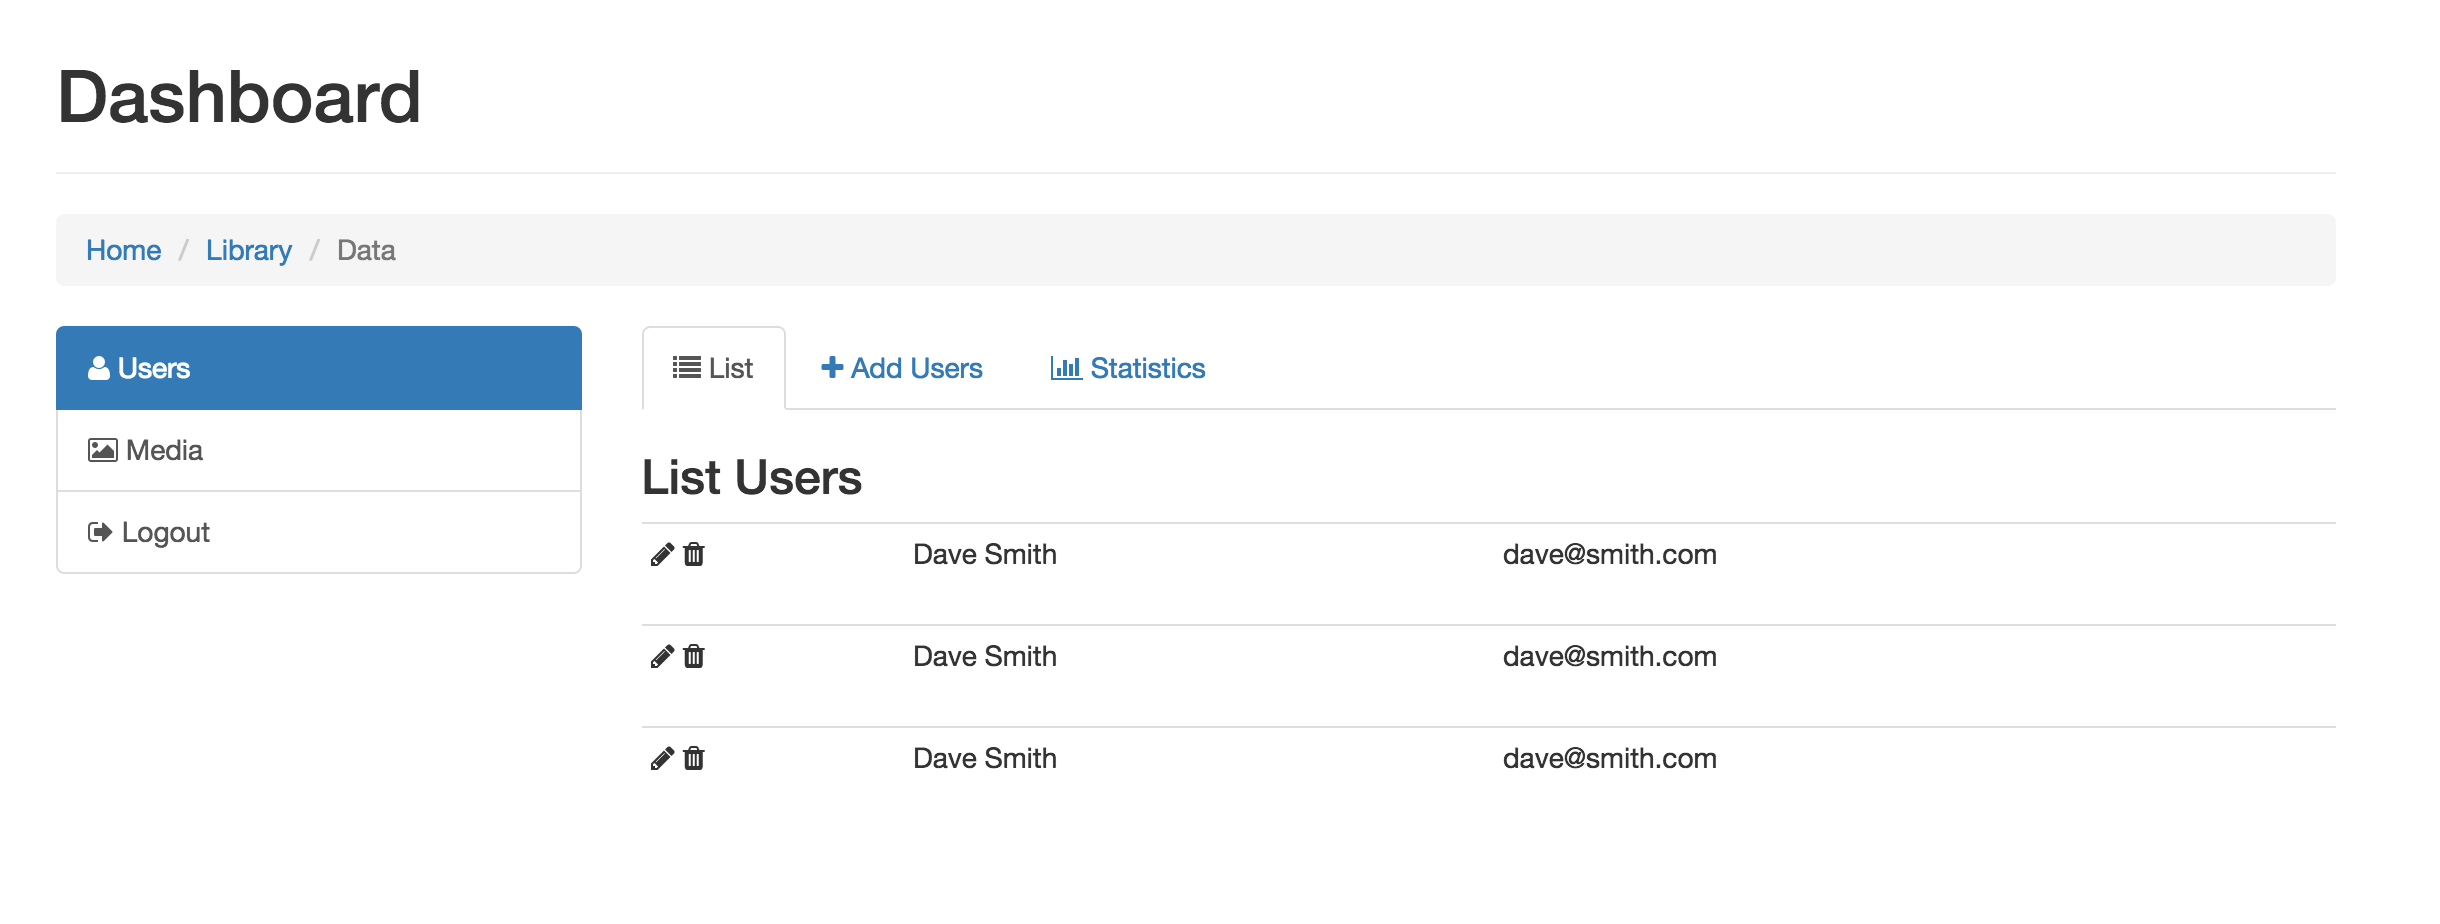 Dashboard
Home / Library / Data
Users
Media
Logout
List
Add Users
Statistics
List Users
Dave Smith dave@smith.com
Dave Smith dave@smith.com
Dave Smith dave@smith.com